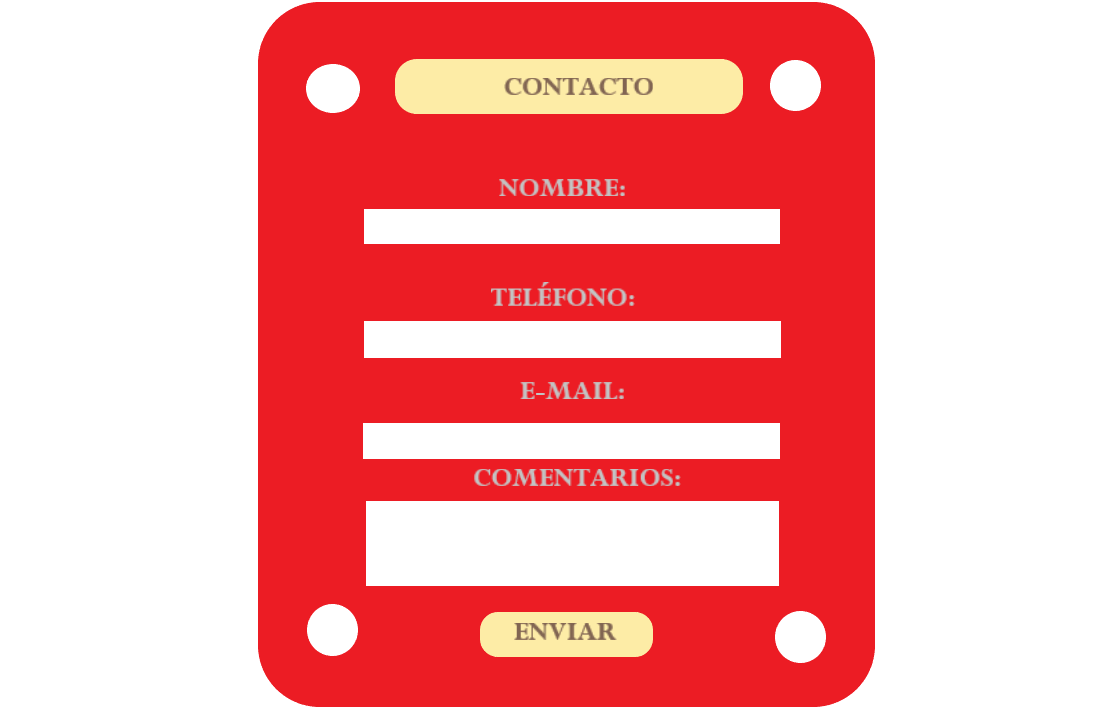 CONTACTO
NOMBRE:
TELÉFONO:
E-MAIL:
COMENTARIOS:
ENVIAR